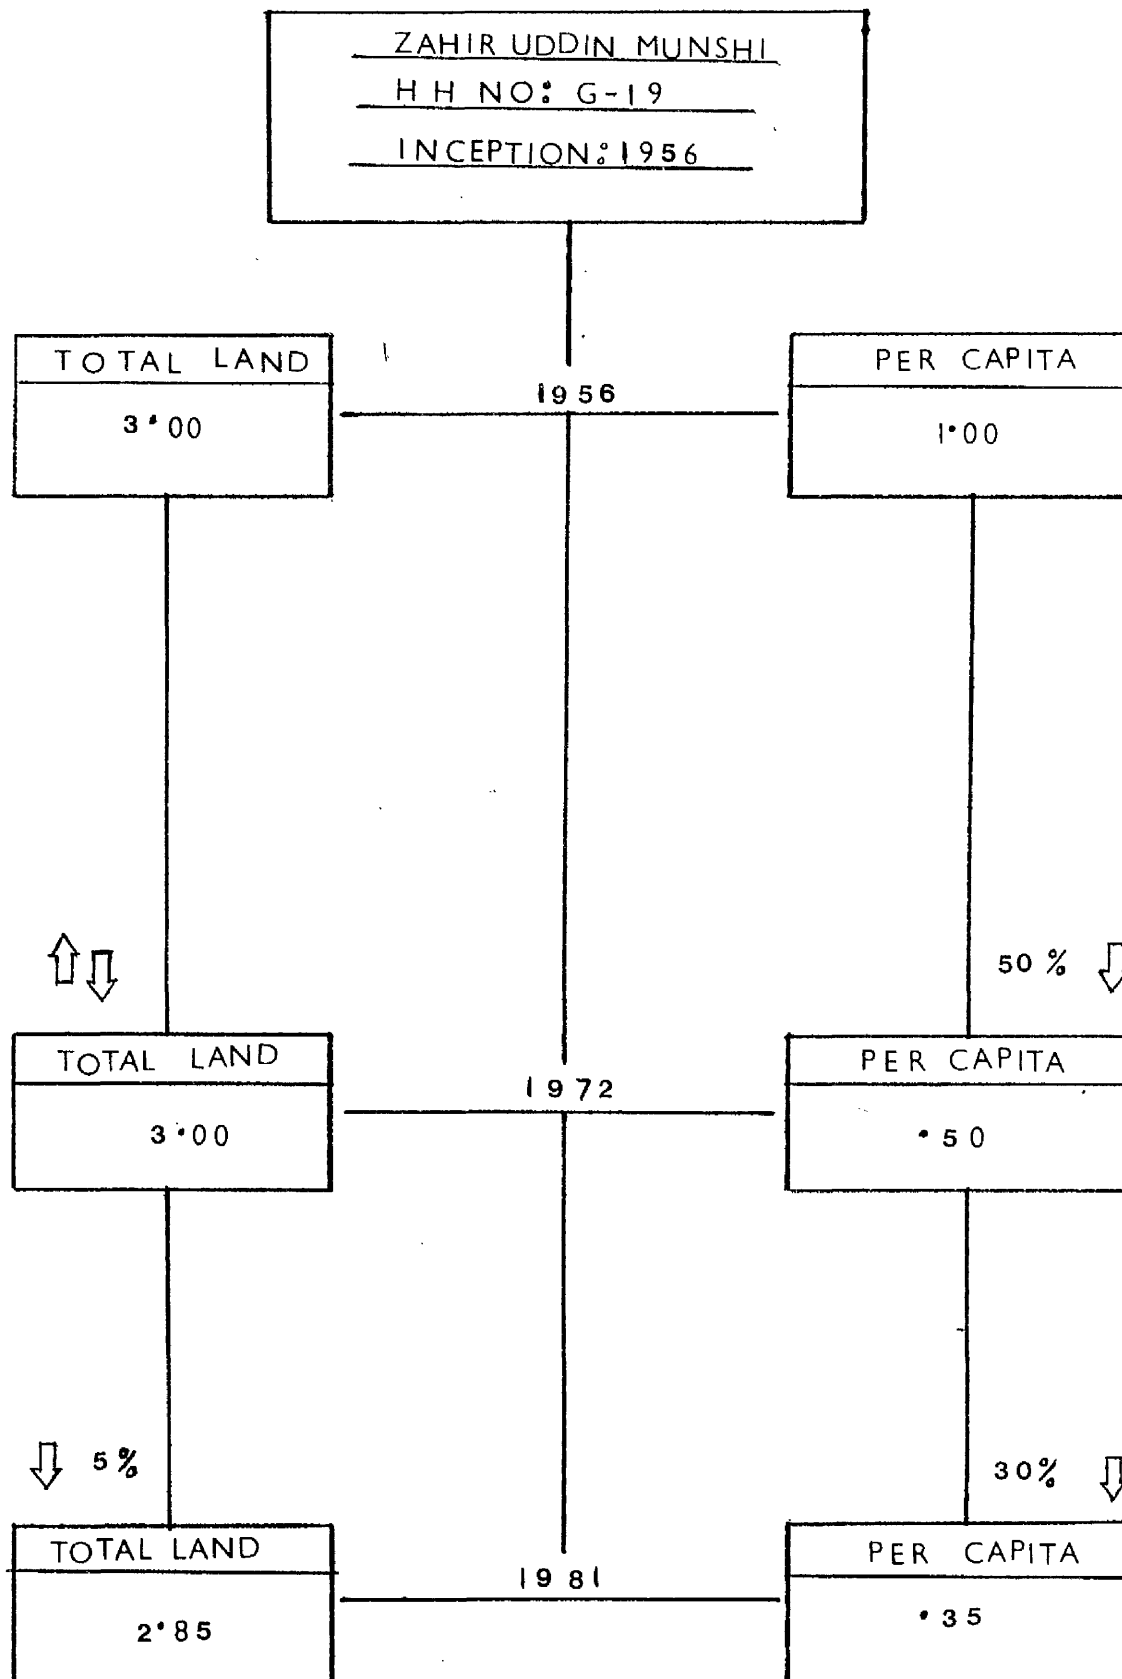 ZAHIR UDDIN MUNSHI
H H NO: G-19
INCEPTION: 1956
TOTAL LAND
3·00
1956
PER CAPITA
1·00
50 %
TOTAL LAND
3·00
1972
PER CAPITA
·50
5%
30%
TOTAL LAND
2·85
1981
PER CAPITA
·35